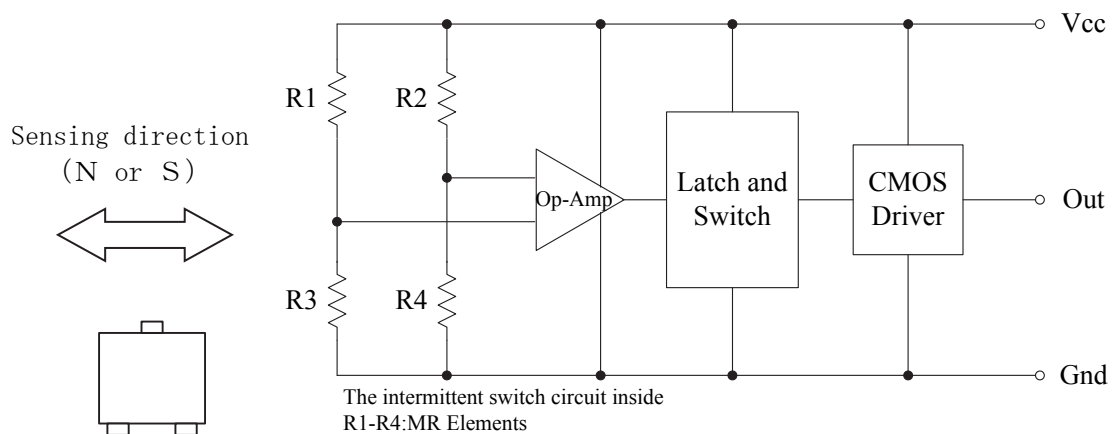 Vcc
R1
R2
Sensing direction
(N or S)
Op-Amp
Latch and
Switch
CMOS
Driver
Out
R3
R4
Gnd
The intermittent switch circuit inside
R1-R4:MR Elements